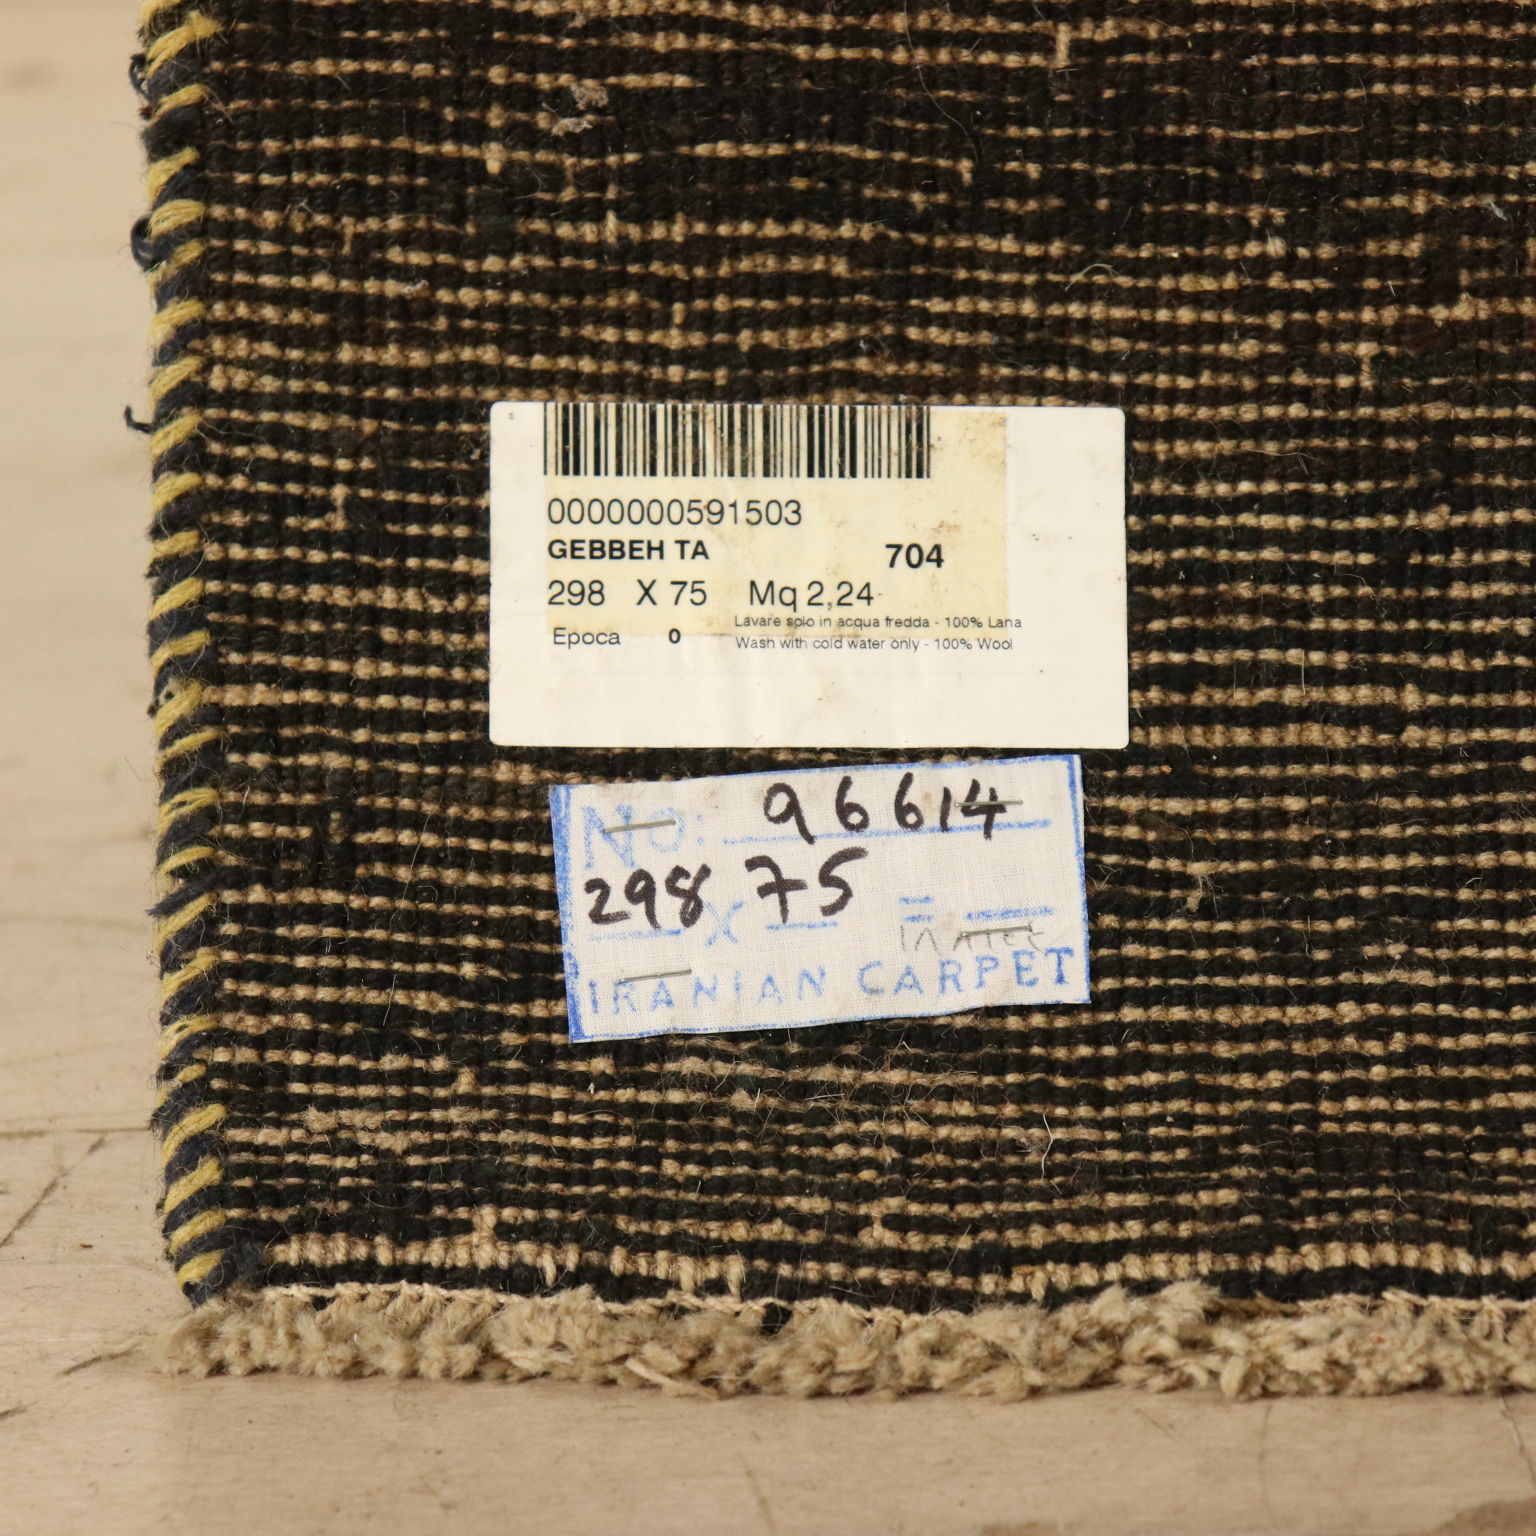 0000000591503
GEBBEH TA 704
298 X 75 Mq 2,24
Lavare solo in acqua fredda - 100% Lana
Epoca 0 Wash with cold water only - 100% Wool
NO: 96614
298 X 75 =
IRANIAN CARPET